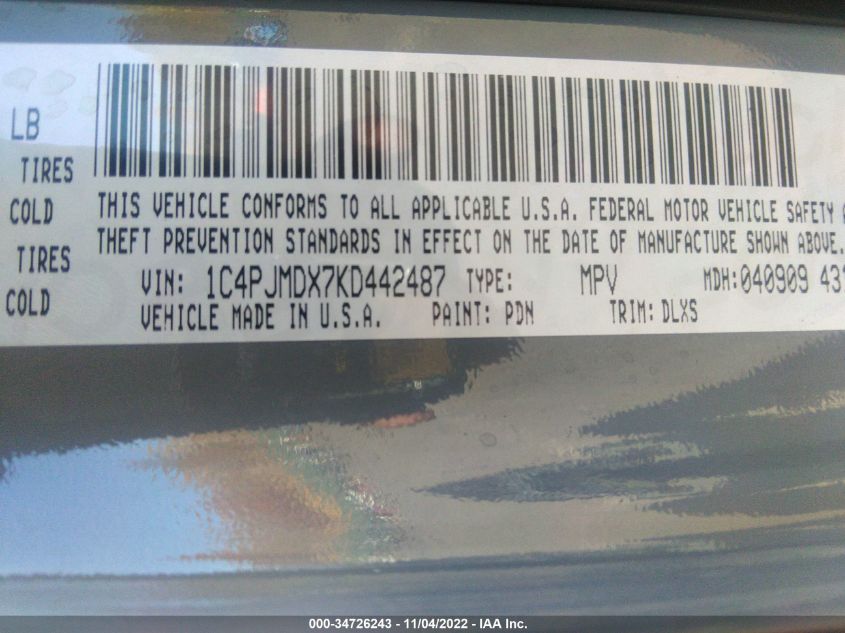 LB
TIRES
COLD
TIRES
COLD
THIS VEHICLE CONFORMS TO ALL APPLICABLE U.S.A. FEDERAL MOTOR VEHICLE SAFETY
THEFT PREVENTION STANDARDS IN EFFECT ON THE DATE OF MANUFACTURE SHOWN ABOVE.
VIN: 1C4PJMDX7KD442487 TYPE: MPV MDH:040909
VEHICLE MADE IN U.S.A. PAINT: PDN TRIM: DLXS
000-34726243 - 11/04/2022 - IAA Inc.